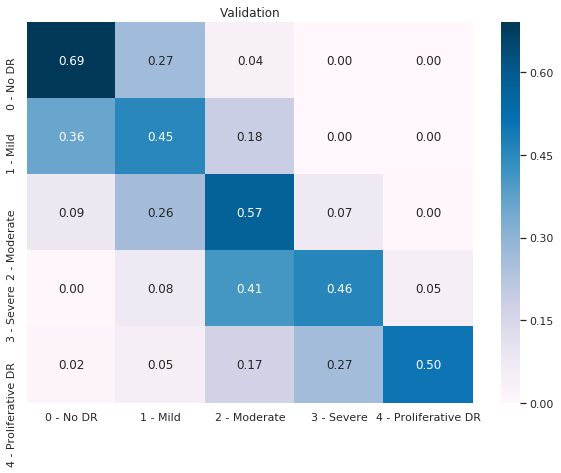 Validation
0 - No DR
0.69 0.27 0.04 0.00 0.00
1 - Mild
0.36 0.45 0.18 0.00 0.00
2 - Moderate
0.09 0.26 0.57 0.07 0.00
3 - Severe
0.00 0.08 0.41 0.46 0.05
4 - Proliferative DR
0.02 0.05 0.17 0.27 0.50
0 - No DR 1 - Mild 2 - Moderate 3 - Severe 4 - Proliferative DR
0.60
0.45
0.30
0.15
0.00